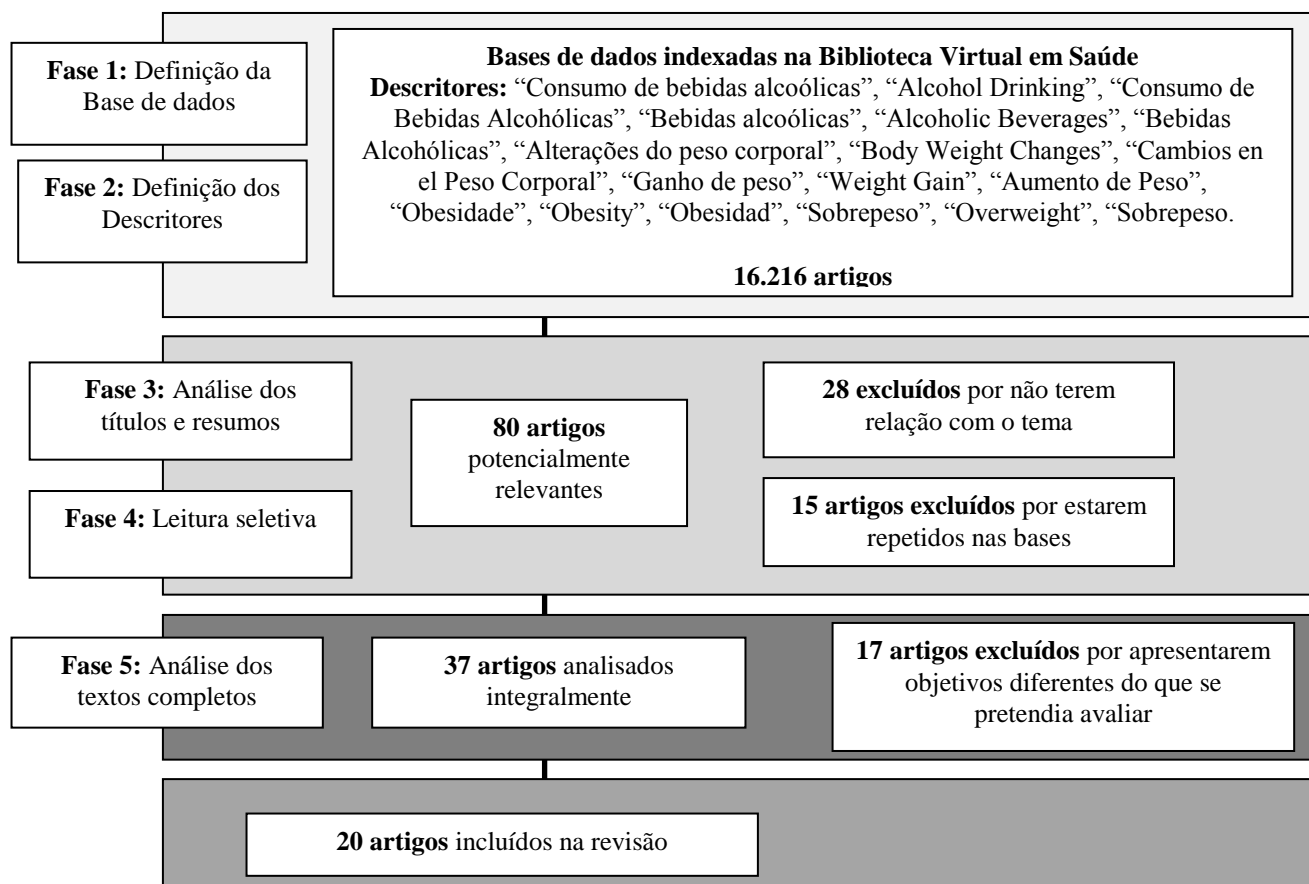 Fase 1: Definição da
Base de dados
Fase 2: Definição dos
Descritores
Bases de dados indexadas na Biblioteca Virtual em Saúde
Descritores: “Consumo de bebidas alcoólicas”, “Alcohol Drinking”, “Consumo de
Bebidas Alcohólicas”, “Bebidas alcoólicas”, “Alcoholic Beverages”, “Bebidas
Alcohólicas”, “Alterações do peso corporal”, “Body Weight Changes”, “Cambios en
el Peso Corporal”, “Ganho de peso”, “Weight Gain”, “Aumento de Peso”,
“Obesidade”, “Obesity”, “Obesidad”, “Sobrepeso”, “Overweight”, “Sobrepeso.
16.216 artigos
Fase 3: Análise dos
títulos e resumos
Fase 4: Leitura seletiva
80 artigos
potencialmente
relevantes
28 excluídos por não terem
relação com o tema
15 artigos excluídos por estarem
repetidos nas bases
Fase 5: Análise dos
textos completos
37 artigos analisados
integralmente
17 artigos excluídos por apresentarem
objetivos diferentes do que se
pretendia avaliar
20 artigos incluídos na revisão